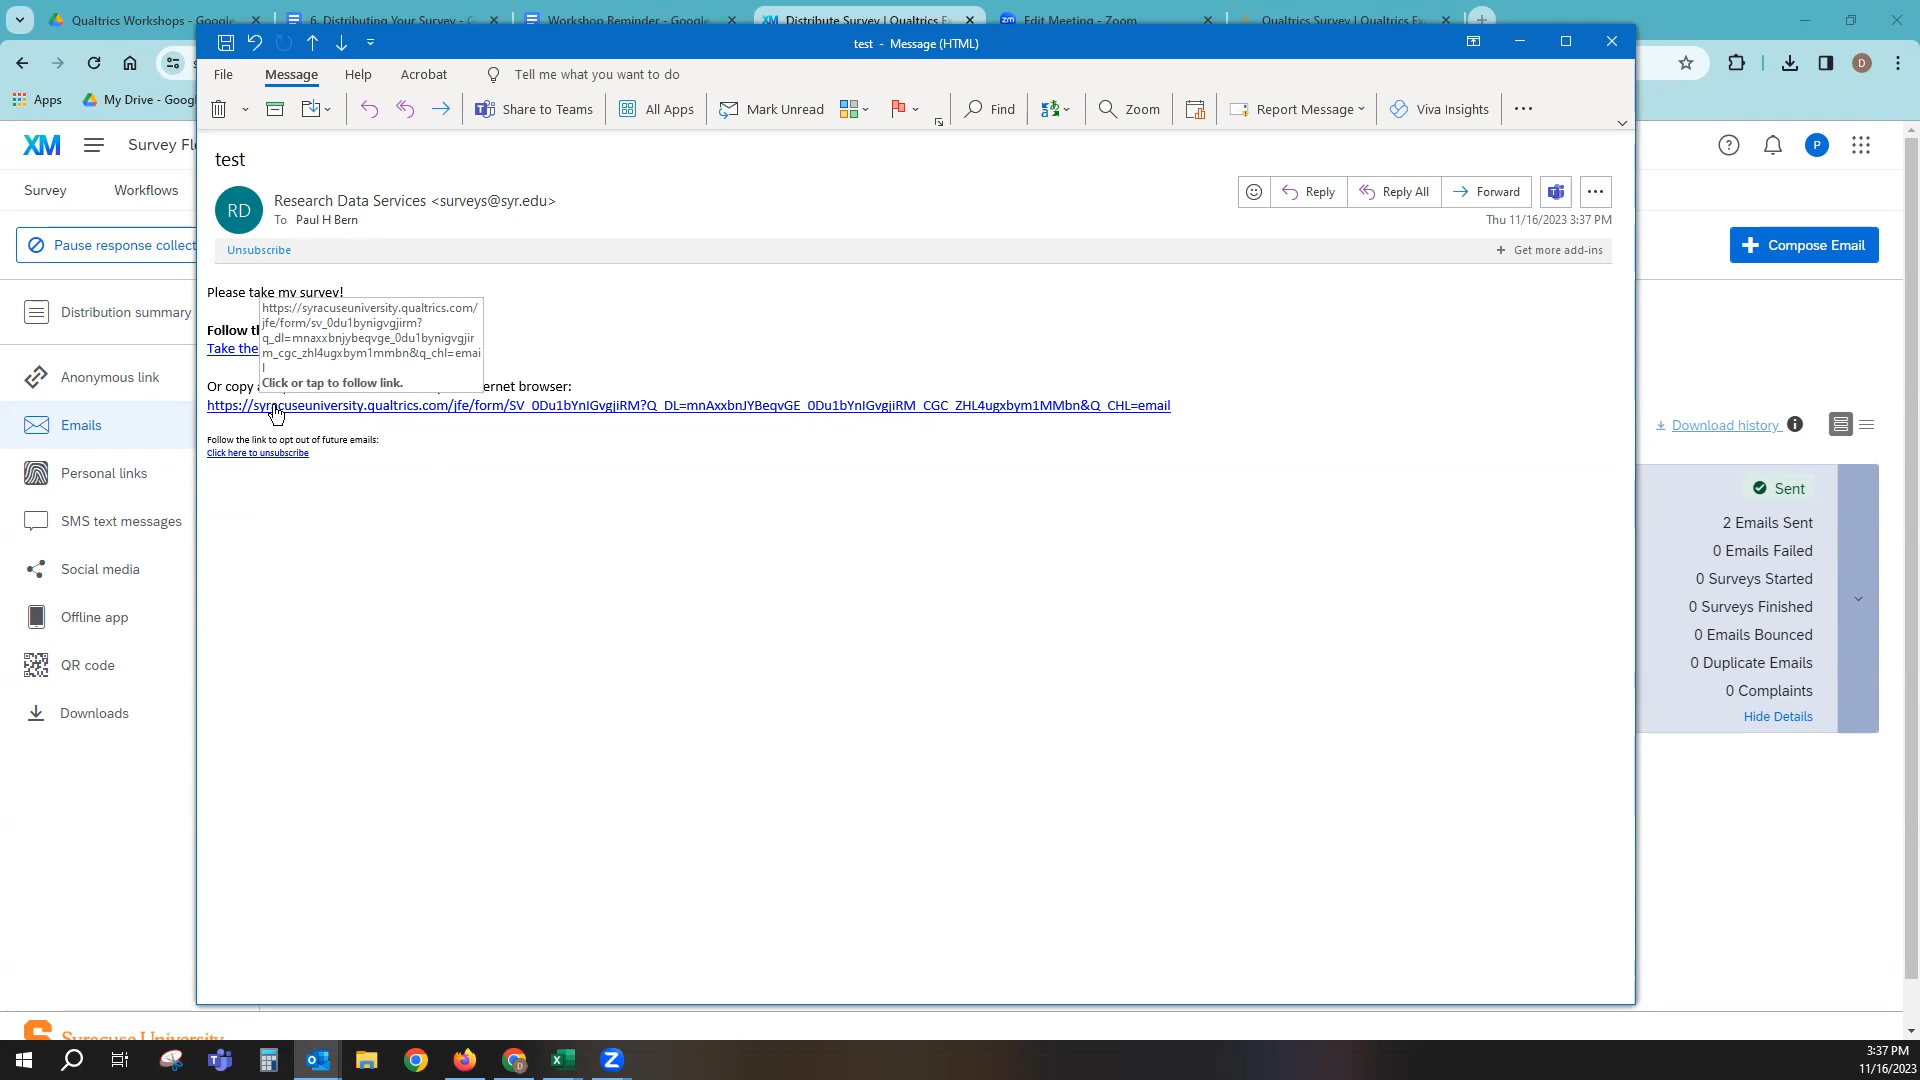 Qualtrics Workshops - Google
6. Distributing Your Survey - G
Workshop Reminder - Google
XM Distribute Survey | Qualtrics Ex
zm Edit Meeting - Zoom
Qualtrics Survey | Qualtrics Ex
test - Message (HTML)
File
Message
Help
Acrobat
Tell me what you want to do
D
Apps
My Drive - Goog
Share to Teams
All Apps
Mark Unread
Find
Zoom
Report Message
Viva Insights
XM
Survey Fl
test
P
RD
Research Data Services <surveys@syr.edu>
To Paul H Bern
Reply
Reply All
Forward
Thu 11/16/2023 3:37 PM
Survey
Workflows
Pause response collect
Unsubscribe
Get more add-ins
Compose Email
Please take my survey!
Follow th
Take the
https://syracuseuniversity.qualtrics.com/
jfe/form/sv_0du1bynigvgjirm?
q_dl=mnaxxbnjybeqvge_0du1bynigvgjir
m_cgc_zhl4ugxbym1mmbn&q_chl=emai
l
Click or tap to follow link.
Or copy a
ternet browser:
https://syracuseuniversity.qualtrics.com/jfe/form/SV_0Du1bYnIGvgjiRM?Q_DL=mnAxxbnJYBeqvGE_0Du1bYnIGvgjiRM_CGC_ZHL4ugxbym1MMbn&Q_CHL=email
Follow the link to opt out of future emails:
Click here to unsubscribe
Distribution summary
Anonymous link
Emails
Personal links
SMS text messages
Social media
Offline app
QR code
Downloads
Download history
Sent
2 Emails Sent
0 Emails Failed
0 Surveys Started
0 Surveys Finished
0 Emails Bounced
0 Duplicate Emails
0 Complaints
Hide Details
Syracuse University
3:37 PM
11/16/2023